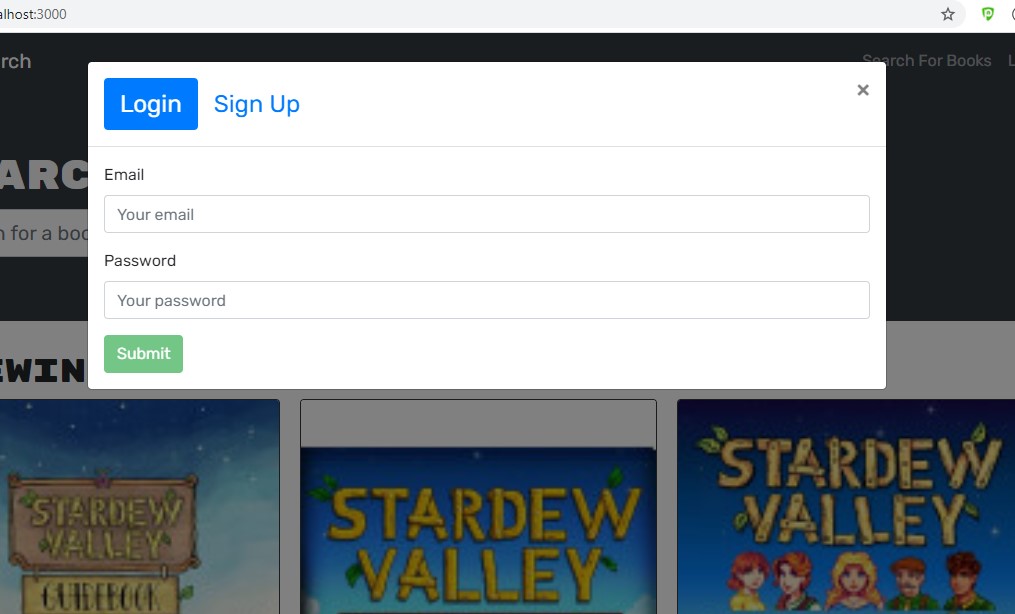 alhost:3000
rch
Search For Books L
Login Sign Up ×
ARC
Email
Your email
n for a boo
Password
Your password
Submit
EWIN
STARDEW
VALLEY
GUIDEBOOK
STARDEW
VALLEY
STARDEW
VALLEY